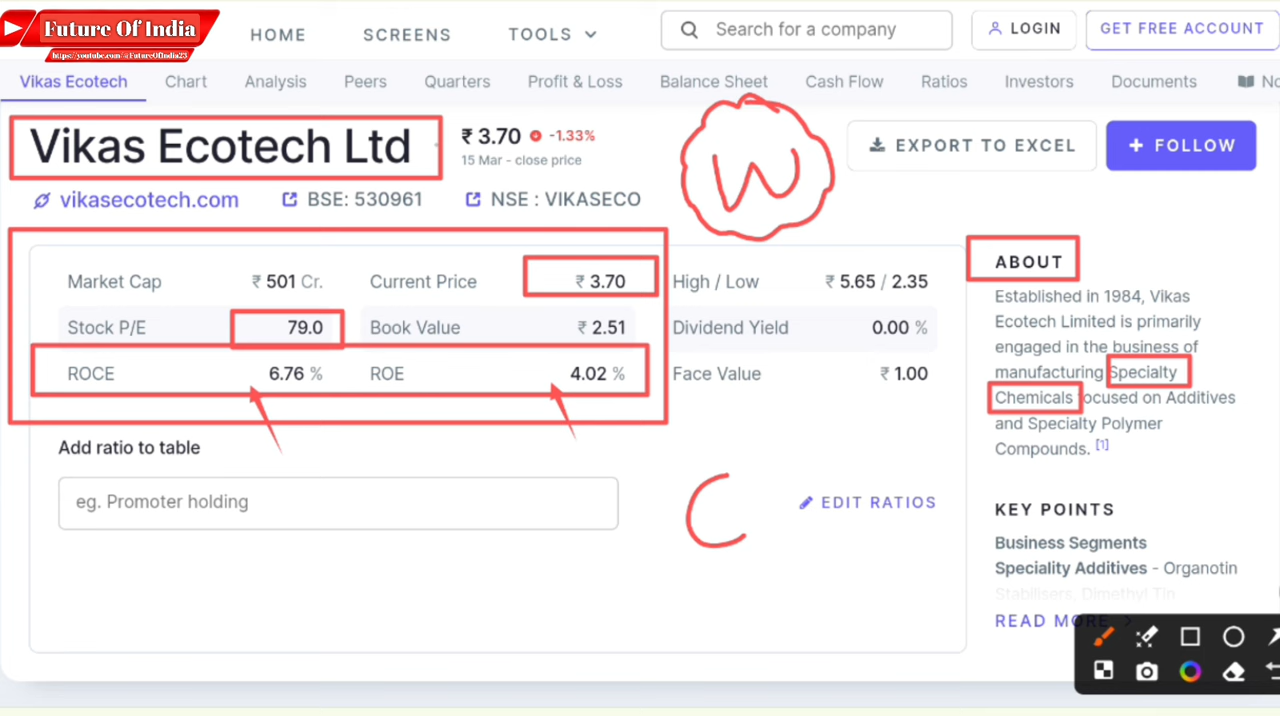 Future Of India
https://youtube.com/@FutureOfIndia23
HOME SCREENS TOOLS
Search for a company
LOGIN
GET FREE ACCOUNT
Vikas Ecotech Chart Analysis Peers Quarters Profit & Loss Balance Sheet Cash Flow Ratios Investors Documents No
Vikas Ecotech Ltd
₹ 3.70 -1.33%
15 Mar - close price
W
EXPORT TO EXCEL
+ FOLLOW
vikasecotech.com BSE: 530961 NSE : VIKASECO
Market Cap ₹ 501 Cr. Current Price ₹ 3.70 High / Low ₹ 5.65 / 2.35
Stock P/E 79.0 Book Value ₹ 2.51 Dividend Yield 0.00 %
ROCE 6.76 % ROE 4.02 % Face Value ₹ 1.00
Add ratio to table
eg. Promoter holding
EDIT RATIOS
ABOUT
Established in 1984, Vikas
Ecotech Limited is primarily
engaged in the business of
manufacturing Specialty
Chemicals focused on Additives
and Specialty Polymer
Compounds. [1]
KEY POINTS
Business Segments
Speciality Additives - Organotin
Stabilisers, Dimethyl Tin
READ MORE